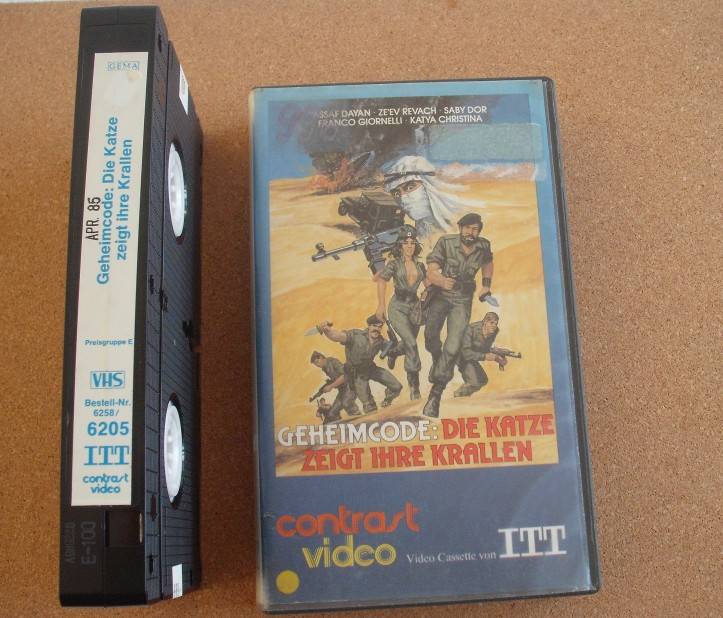 GEMA
APR. 85
Geheimcode: Die Katze
zeigt ihre Krallen
Preisgruppe E
VHS
Bestell-Nr.
6258/
6205
ITT
contrast
video
E-100
SSAF DAYAN · ZE'EV REVACH · SABY DOR
FRANCO GIORNELLI · KATYA CHRISTINA
GEHEIMCODE: DIE KATZE
ZEIGT IHRE KRALLEN
contrast
video
Video Cassette von ITT